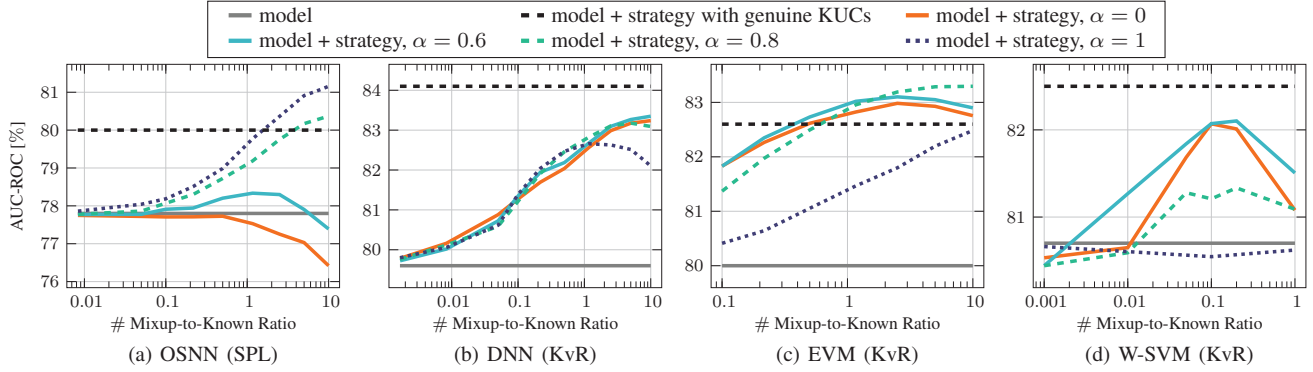 model
model + strategy with genuine KUCs
model + strategy, α = 0
model + strategy, α = 0.6
model + strategy, α = 0.8
model + strategy, α = 1
AUC-ROC [%]
81
80
79
78
77
76
0.01 0.1 1 10
# Mixup-to-Known Ratio
(a) OSNN (SPL)
84
83
82
81
80
0.01 0.1 1 10
# Mixup-to-Known Ratio
(b) DNN (KvR)
83
82
81
80
0.1 1 10
# Mixup-to-Known Ratio
(c) EVM (KvR)
82
81
0.001 0.01 0.1 1
# Mixup-to-Known Ratio
(d) W-SVM (KvR)